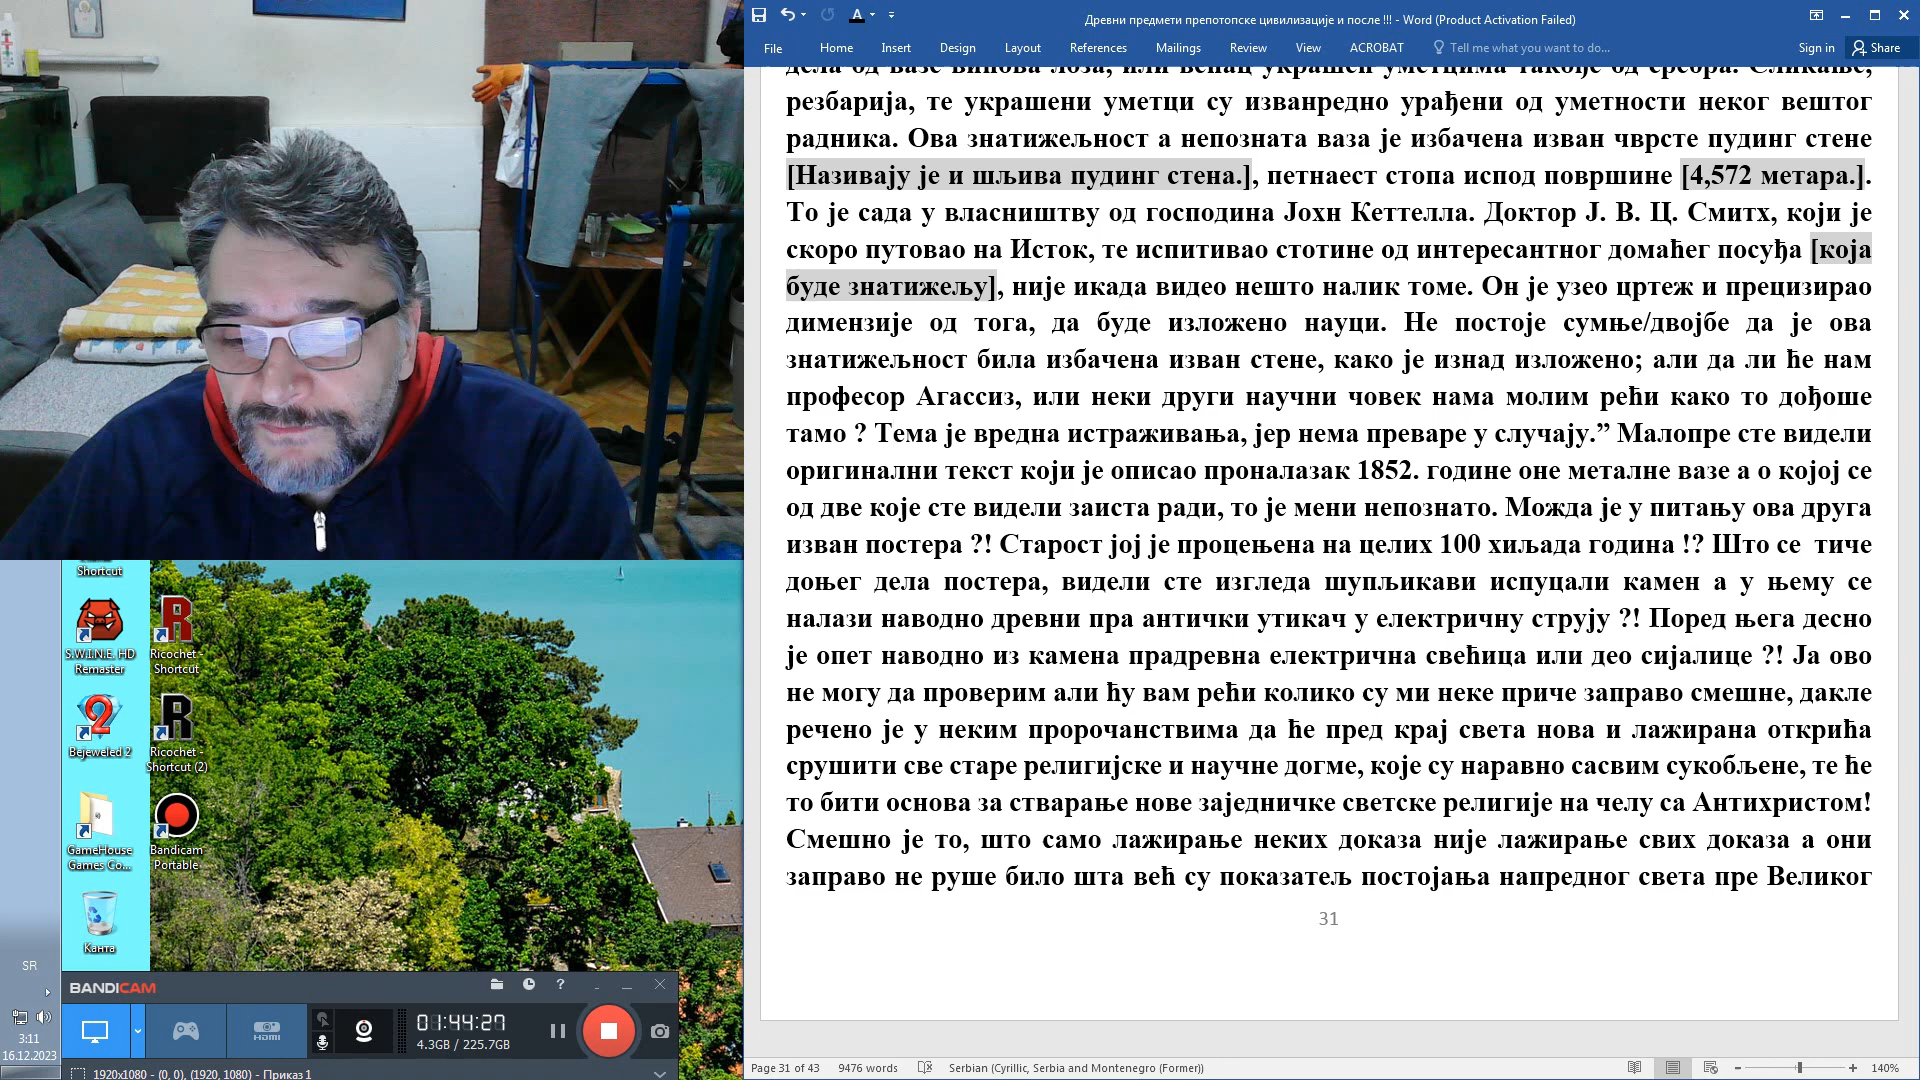 Древни предмети препотопске цивилизације и после !!! - Word (Product Activation Failed)
File Home Insert Design Layout References Mailings Review View ACROBAT Tell me what you want to do... Sign in Share
дела од вазе винова лоза, или венац украшен уметцима такође од сребра. Сликање,
резбарија, те украшени уметци су изванредно урађени од уметности неког вештог
радника. Ова знатижељност а непозната ваза је избачена изван чврсте пудинг стене
[Називају је и шљива пудинг стена.], петнаест стопа испод површине [4,572 метара.].
То је сада у власништву од господина Јохн Кеттелла. Доктор Ј. В. Ц. Смитх, који је
скоро путовао на Исток, те испитивао стотине од интересантног домаћег посуђа [која
буде знатижељу], није икада видео нешто налик томе. Он је узео цртеж и прецизирао
димензије од тога, да буде изложено науци. Не постоје сумње/двојбе да је ова
знатижељност била избачена изван стене, како је изнад изложено; али да ли ће нам
професор Агассиз, или неки други научни човек нама молим рећи како то дођоше
тамо ? Тема је вредна истраживања, јер нема преваре у случају.” Малопре сте видели
оригинални текст који је описао проналазак 1852. године оне металне вазе а о којој се
од две које сте видели заиста ради, то је мени непознато. Можда је у питању ова друга
изван постера ?! Старост јој је процењена на целих 100 хиљада година !? Што се  тиче
доњег дела постера, видели сте изгледа шупљикави испуцали камен а у њему се
налази наводно древни пра антички утикач у електричну струју ?! Поред њега десно
је опет наводно из камена прадревна електрична свећица или део сијалице ?! Ја ово
не могу да проверим али ћу вам рећи колико су ми неке приче заправо смешне, дакле
речено је у неким пророчанствима да ће пред крај света нова и лажирана открића
срушити све старе религијске и научне догме, које су наравно сасвим сукобљене, те ће
то бити основа за стварање нове заједничке светске религије на челу са Антихристом!
Смешно је то, што само лажирање неких доказа није лажирање свих доказа а они
заправо не руше било шта већ су показатељ постојања напредног света пре Великог
31
Page 31 of 43 9476 words Serbian (Cyrillic, Serbia and Montenegro (Former)) 140%
Shortcut
S.W.I.N.E. HD
Remaster
Ricochet -
Shortcut
Bejeweled 2
Ricochet -
Shortcut (2)
GameHouse
Games Co...
Bandicam
Portable
Канта
SR
3:11
16.12.2023
BANDICAM
HDMI
01:44:27
4.3GB / 225.7GB
1920x1080 - (0, 0), (1920, 1080) - Приказ 1